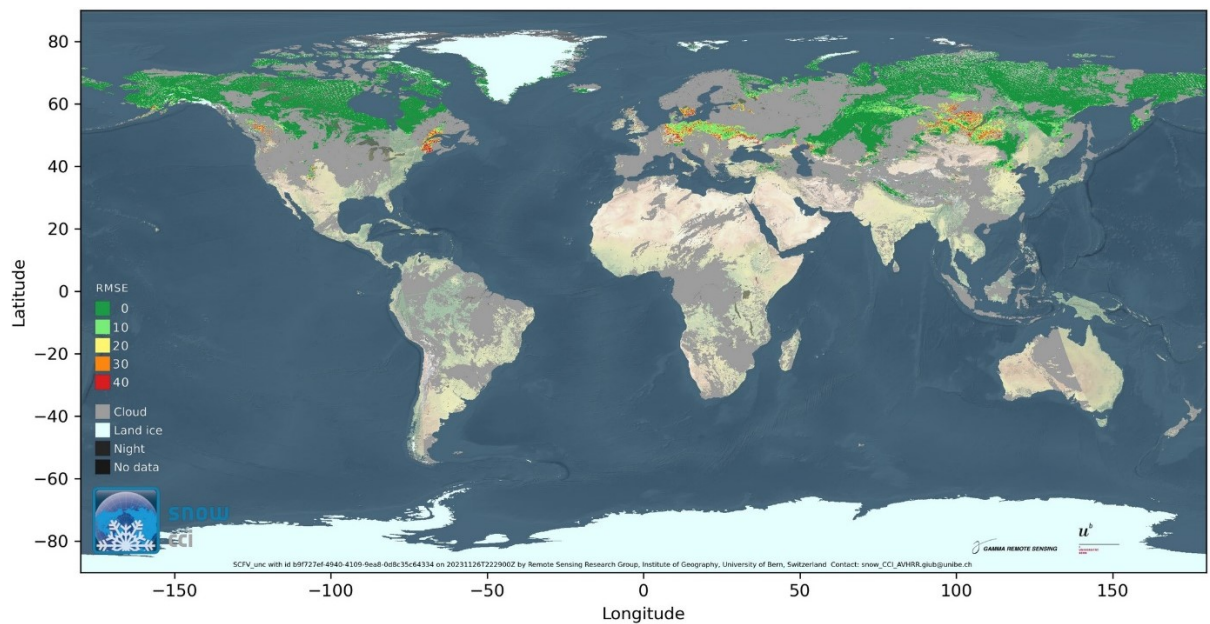 80
60
40
20
0
−20
−40
−60
−80
Latitude
RMSE
0
10
20
30
40
Cloud
Land ice
Night
No data
snow
cci
GAMMA REMOTE SENSING
u^b
SCFV_unc with id b9f727ef-4940-4109-9ea8-0d8c35c64334 on 20231126T222900Z by Remote Sensing Research Group, Institute of Geography, University of Bern, Switzerland Contact: snow_CCI_AVHRR.giub@unibe.ch
−150 −100 −50 0 50 100 150
Longitude